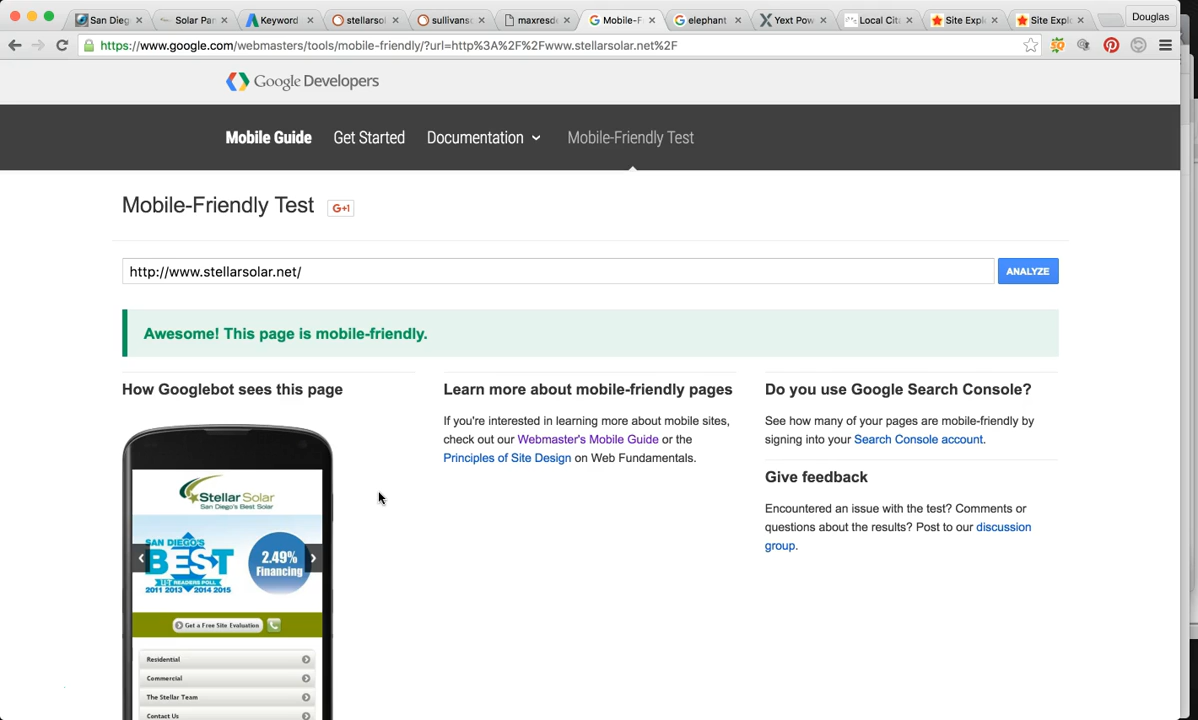 San Dieg
Solar Par
Keyword
stellarso
sullivans
maxresde
Mobile-F
elephant
Yext Pow
Local Cit
Site Explo
Site Explo
Douglas
https://www.google.com/webmasters/tools/mobile-friendly/?url=http%3A%2F%2Fwww.stellarsolar.net%2F
Google Developers
Mobile Guide
Get Started
Documentation
Mobile-Friendly Test
Mobile-Friendly Test
G+1
http://www.stellarsolar.net/
ANALYZE
Awesome! This page is mobile-friendly.
How Googlebot sees this page
StellarSolar
San Diego's Best Solar
SAN DIEGO'S
BEST
READERS POLL
2011 2013 2014 2015
2.49%
Financing
Get a Free Site Evaluation
Residential
Commercial
The Stellar Team
Contact Us
Learn more about mobile-friendly pages
If you're interested in learning more about mobile sites,
check out our Webmaster's Mobile Guide or the
Principles of Site Design on Web Fundamentals.
Do you use Google Search Console?
See how many of your pages are mobile-friendly by
signing into your Search Console account.
Give feedback
Encountered an issue with the test? Comments or
questions about the results? Post to our discussion
group.